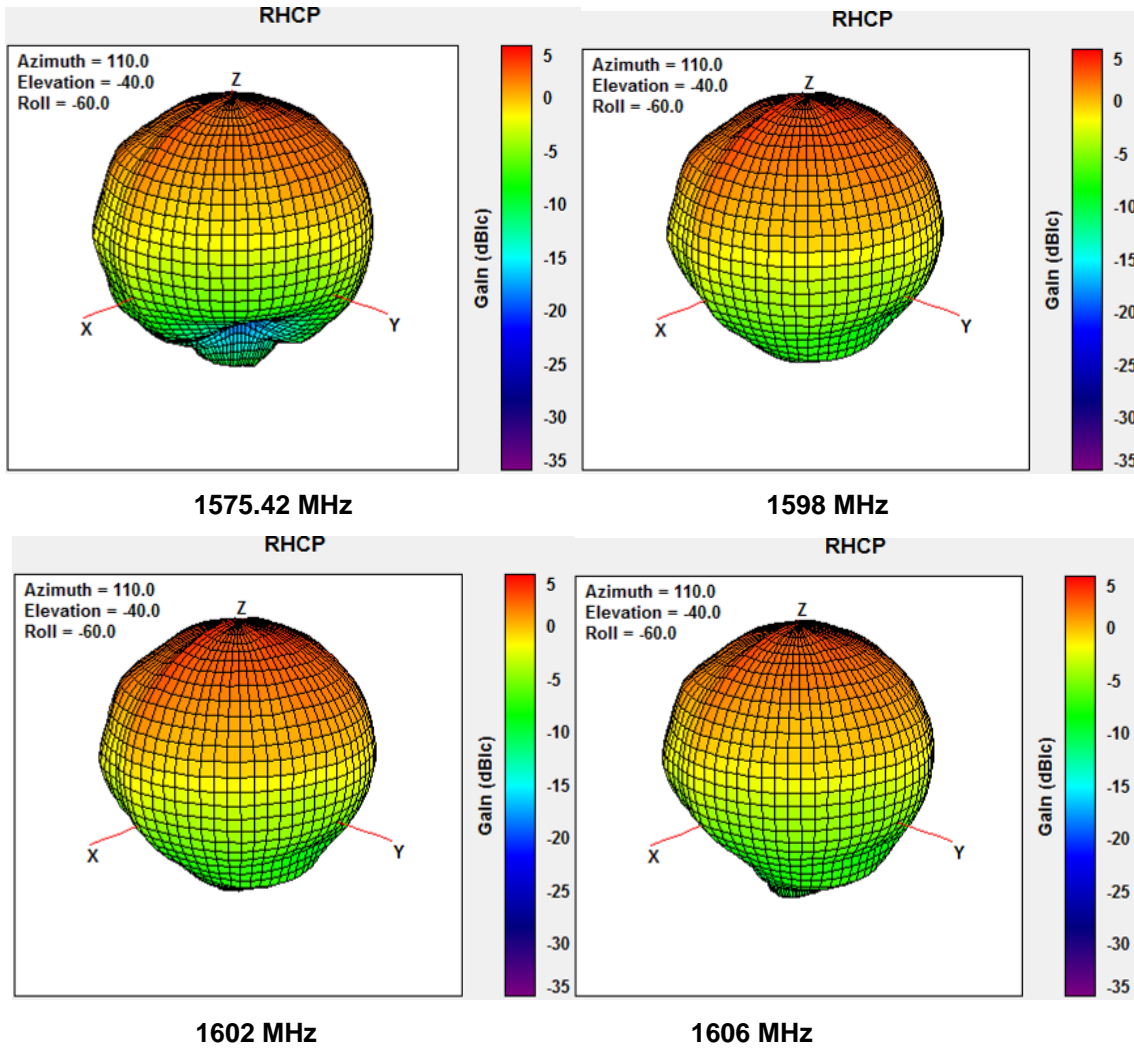 RHCP
Azimuth = 110.0
Elevation = -40.0
Roll = -60.0
Z
X
Y
5
0
-5
-10
-15
-20
-25
-30
-35
Gain (dBic)
1575.42 MHz
RHCP
Azimuth = 110.0
Elevation = -40.0
Roll = -60.0
Z
X
Y
5
0
-5
-10
-15
-20
-25
-30
-35
Gain (dBic)
1598 MHz
RHCP
Azimuth = 110.0
Elevation = -40.0
Roll = -60.0
Z
X
Y
5
0
-5
-10
-15
-20
-25
-30
-35
Gain (dBic)
1602 MHz
RHCP
Azimuth = 110.0
Elevation = -40.0
Roll = -60.0
Z
X
Y
5
0
-5
-10
-15
-20
-25
-30
-35
Gain (dBic)
1606 MHz